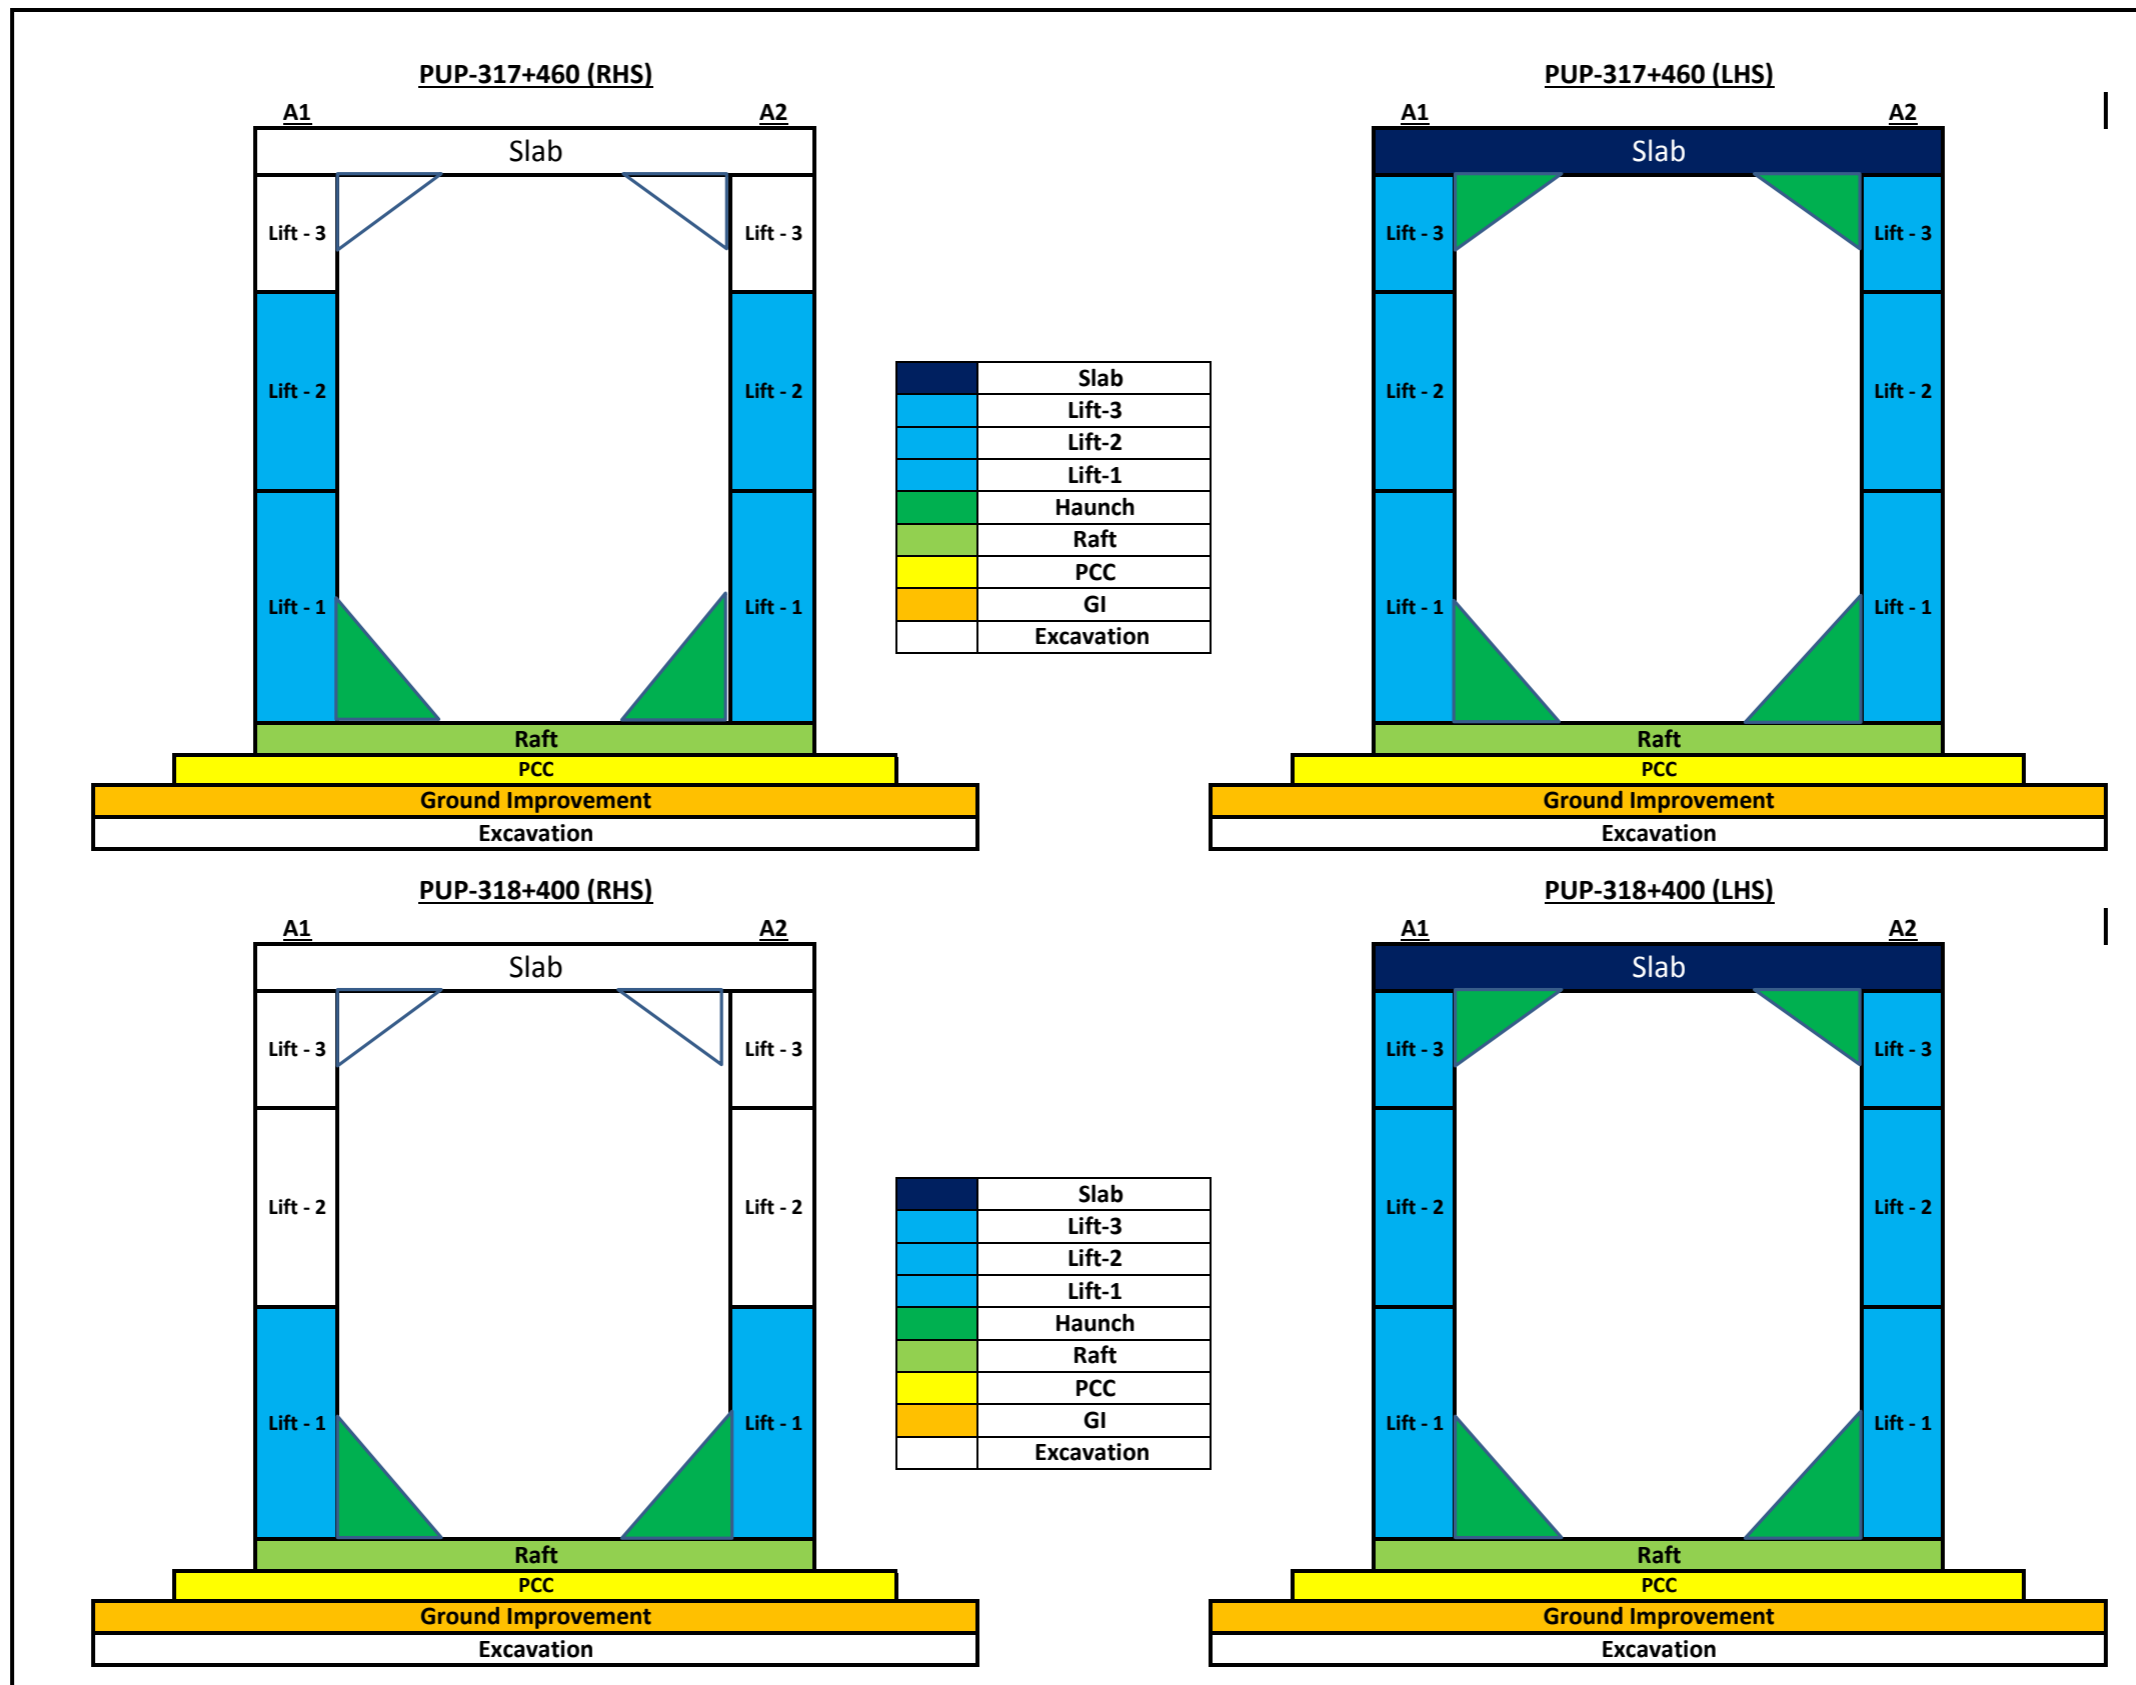 PUP-317+460 (RHS)
PUP-317+460 (LHS)
A1
A2
A1
A2
Slab
Slab
Lift - 3
Lift - 3
Lift - 3
Lift - 3
Lift - 2
Lift - 2
Lift - 2
Lift - 2
Slab
Lift-3
Lift-2
Lift-1
Haunch
Raft
PCC
GI
Excavation
Lift - 1
Lift - 1
Lift - 1
Lift - 1
Raft
Raft
PCC
PCC
Ground Improvement
Ground Improvement
Excavation
Excavation
PUP-318+400 (RHS)
PUP-318+400 (LHS)
A1
A2
A1
A2
Slab
Slab
Lift - 3
Lift - 3
Lift - 3
Lift - 3
Lift - 2
Lift - 2
Lift - 2
Lift - 2
Slab
Lift-3
Lift-2
Lift-1
Haunch
Raft
PCC
GI
Excavation
Lift - 1
Lift - 1
Lift - 1
Lift - 1
Raft
Raft
PCC
PCC
Ground Improvement
Ground Improvement
Excavation
Excavation